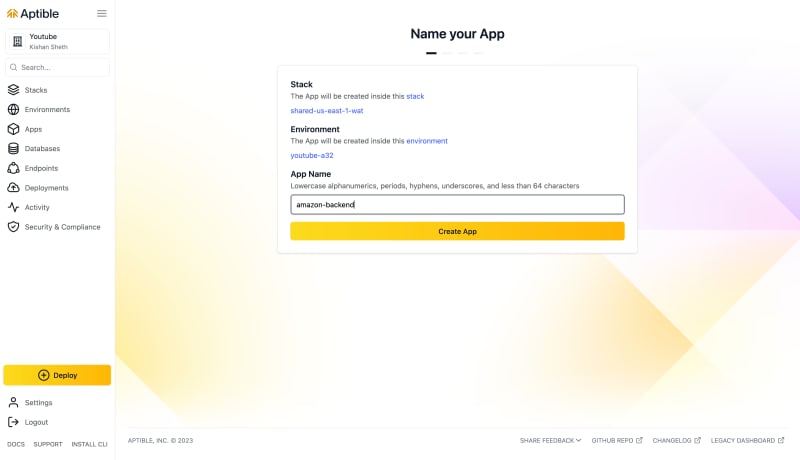 Aptible
Youtube
Kishan Sheth
Search...
Stacks
Environments
Apps
Databases
Endpoints
Deployments
Activity
Security & Compliance
Deploy
Settings
Logout
DOCS SUPPORT INSTALL CLI
Name your App
Stack
The App will be created inside this stack
shared-us-east-1-wat
Environment
The App will be created inside this environment
youtube-a32
App Name
Lowercase alphanumerics, periods, hyphens, underscores, and less than 64 characters
amazon-backend
Create App
APTIBLE, INC. © 2023
SHARE FEEDBACK GITHUB REPO CHANGELOG LEGACY DASHBOARD